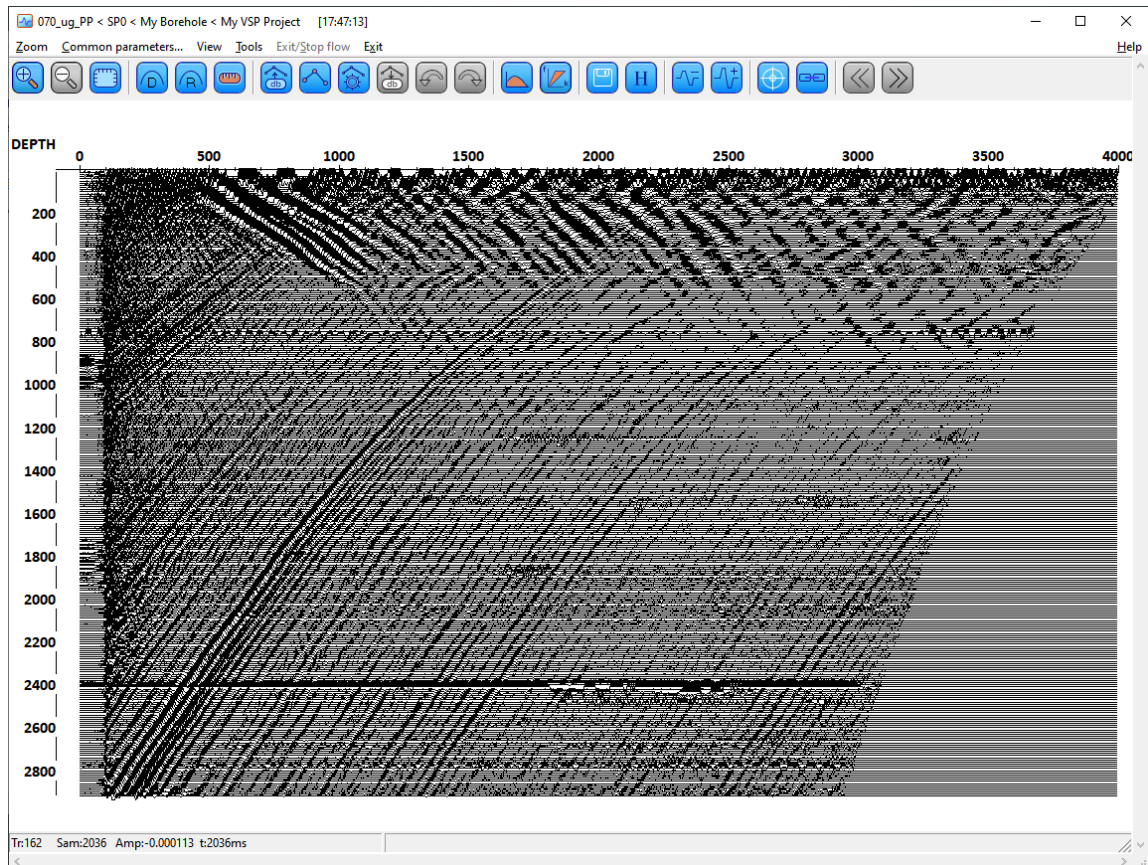 070_ug_PP < SP0 < My Borehole < My VSP Project [17:47:13]
Zoom Common parameters... View Tools Exit/Stop flow Exit Help
D R db db H
DEPTH
0 500 1000 1500 2000 2500 3000 3500 4000
200
400
600
800
1000
1200
1400
1600
1800
2000
2200
2400
2600
2800
Tr:162 Sam:2036 Amp:-0.000113 t:2036ms